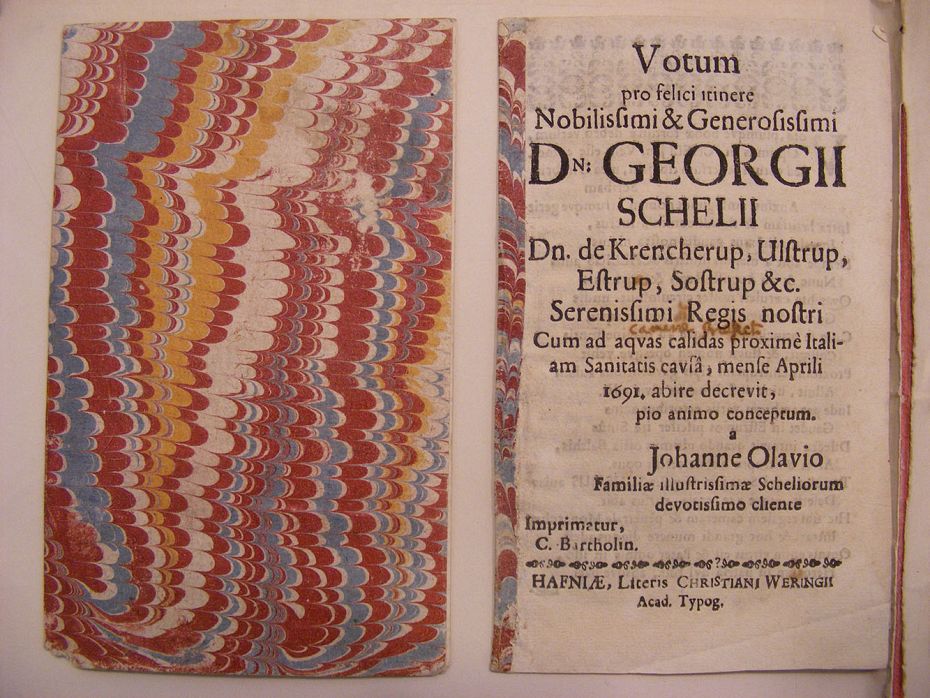 Votum
pro felici itinere
Nobilissimi & Generosissimi
DN: GEORGII
SCHELII
Dn. de Krencherup, Ulstrup,
Estrup, Sostrup &c.
Serenissimi Regis nostri
Cum ad aqvas calidas proximè Itali-
am Sanitatis cavsâ, mense Aprili
1691. abire decrevit,
pio animo conceptum.
a
Johanne Olavio
Familiæ illustrissimæ Scheliorum
devotissimo cliente
Imprimatur,
C. Bartholin.
HAFNIÆ, Literis CHRISTIANI WERINGII
Acad. Typog.